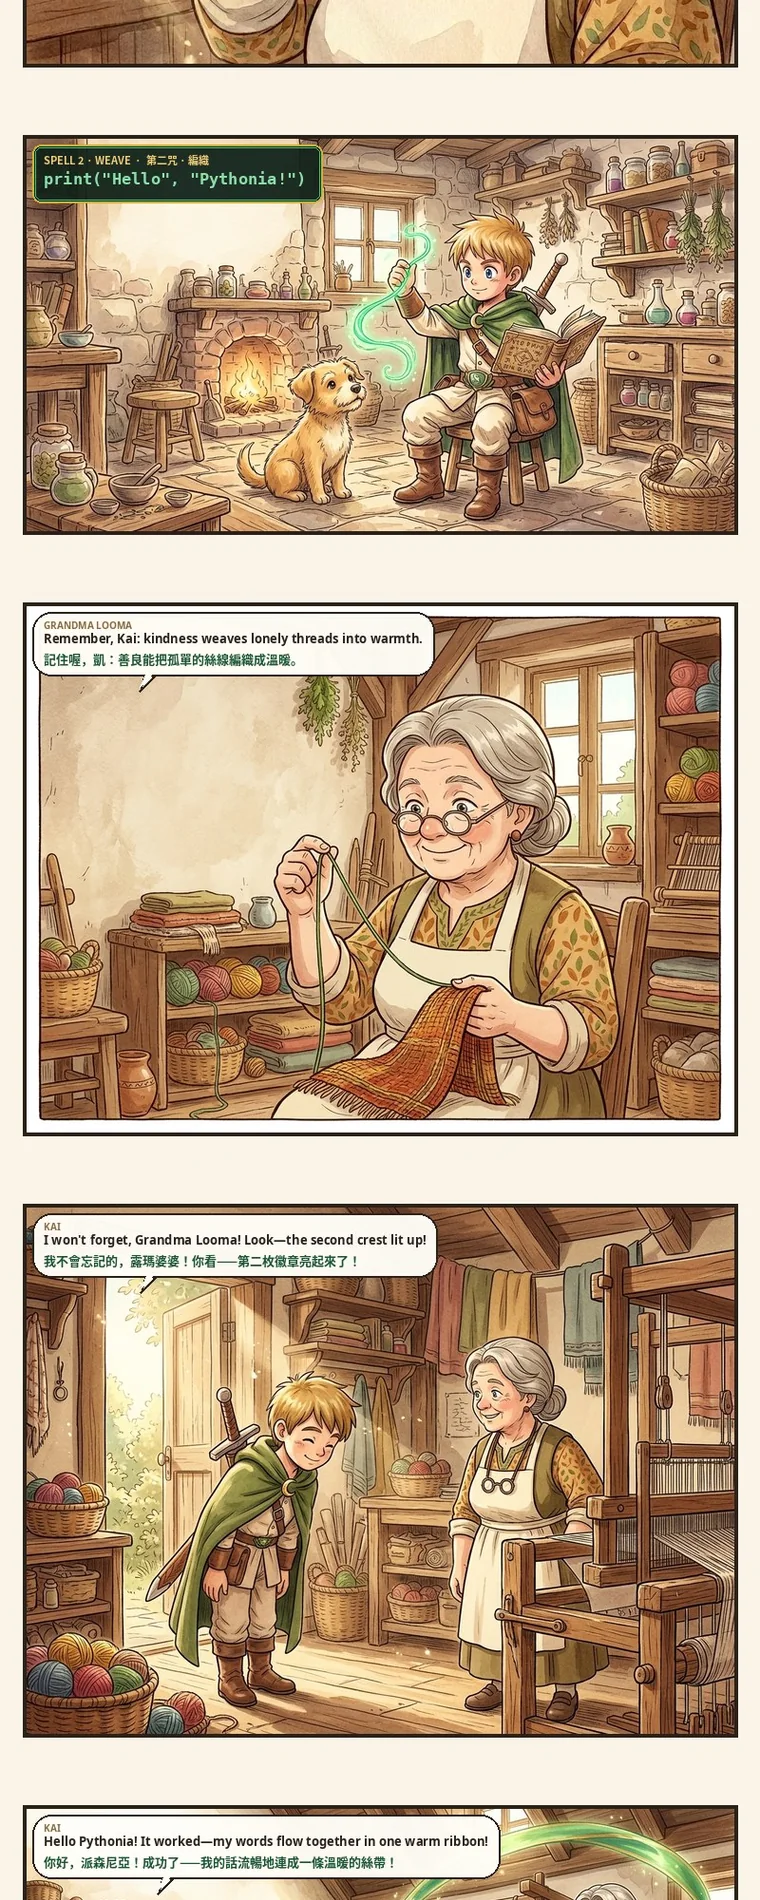 SPELL 2 · WEAVE · 第二咒 · 編織
print("Hello", "Pythonia!")
GRANDMA LOOMA
Remember, Kai: kindness weaves lonely threads into warmth.
記住喔，凱：善良能把孤單的絲線編織成溫暖。
KAI
I won't forget, Grandma Looma! Look—the second crest lit up!
我不會忘記的，露瑪婆婆！你看——第二枚徽章亮起來了！
KAI
Hello Pythonia! It worked—my words flow together in one warm ribbon!
你好，派森尼亞！成功了——我的話流暢地連成一條溫暖的絲帶！